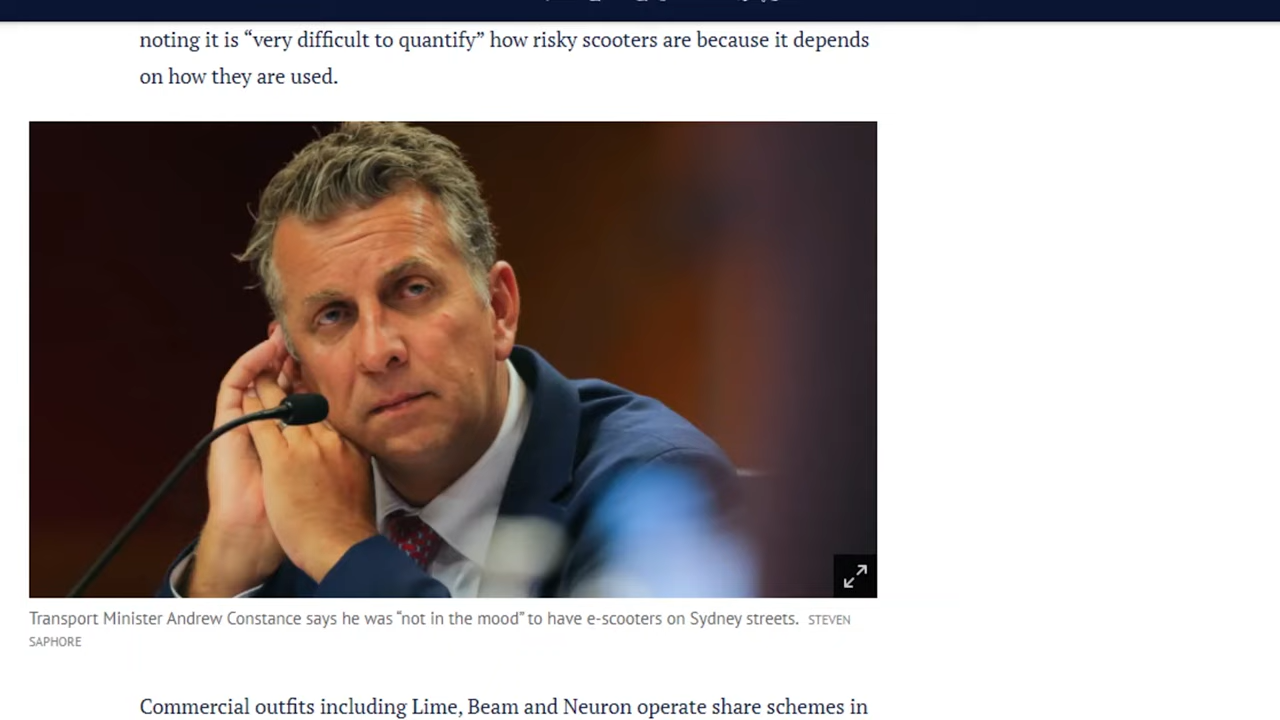 noting it is “very difficult to quantify” how risky scooters are because it depends
on how they are used.
Transport Minister Andrew Constance says he was “not in the mood” to have e-scooters on Sydney streets. STEVEN
SAPHORE
Commercial outfits including Lime, Beam and Neuron operate share schemes in